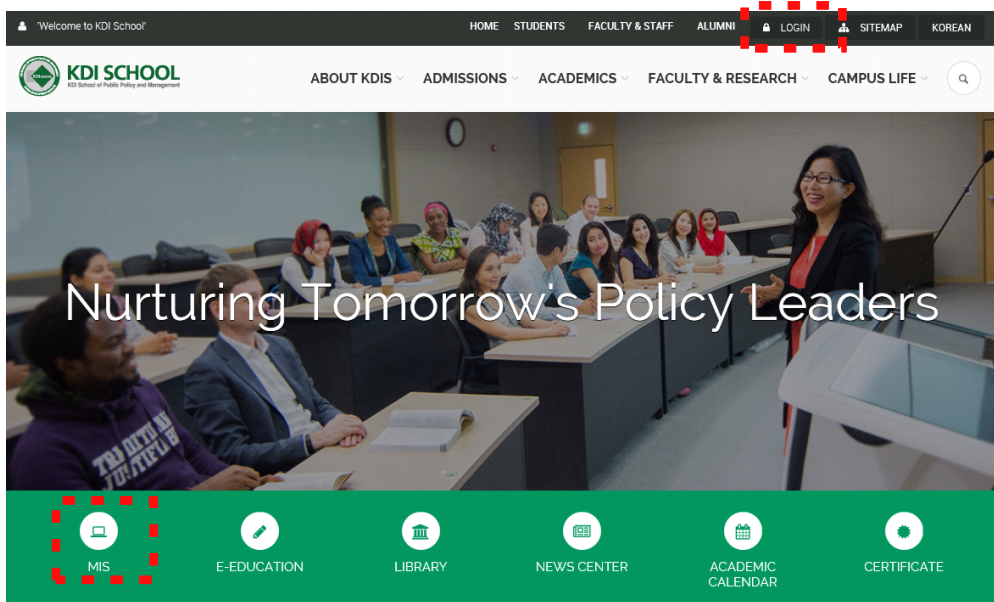 'Welcome to KDI School'
HOME STUDENTS FACULTY & STAFF ALUMNI LOGIN SITEMAP KOREAN
KDI SCHOOL
KDI School of Public Policy and Management
ABOUT KDIS ADMISSIONS ACADEMICS FACULTY & RESEARCH CAMPUS LIFE
Nurturing Tomorrow's Policy Leaders
MIS E-EDUCATION LIBRARY NEWS CENTER ACADEMIC CALENDAR CERTIFICATE